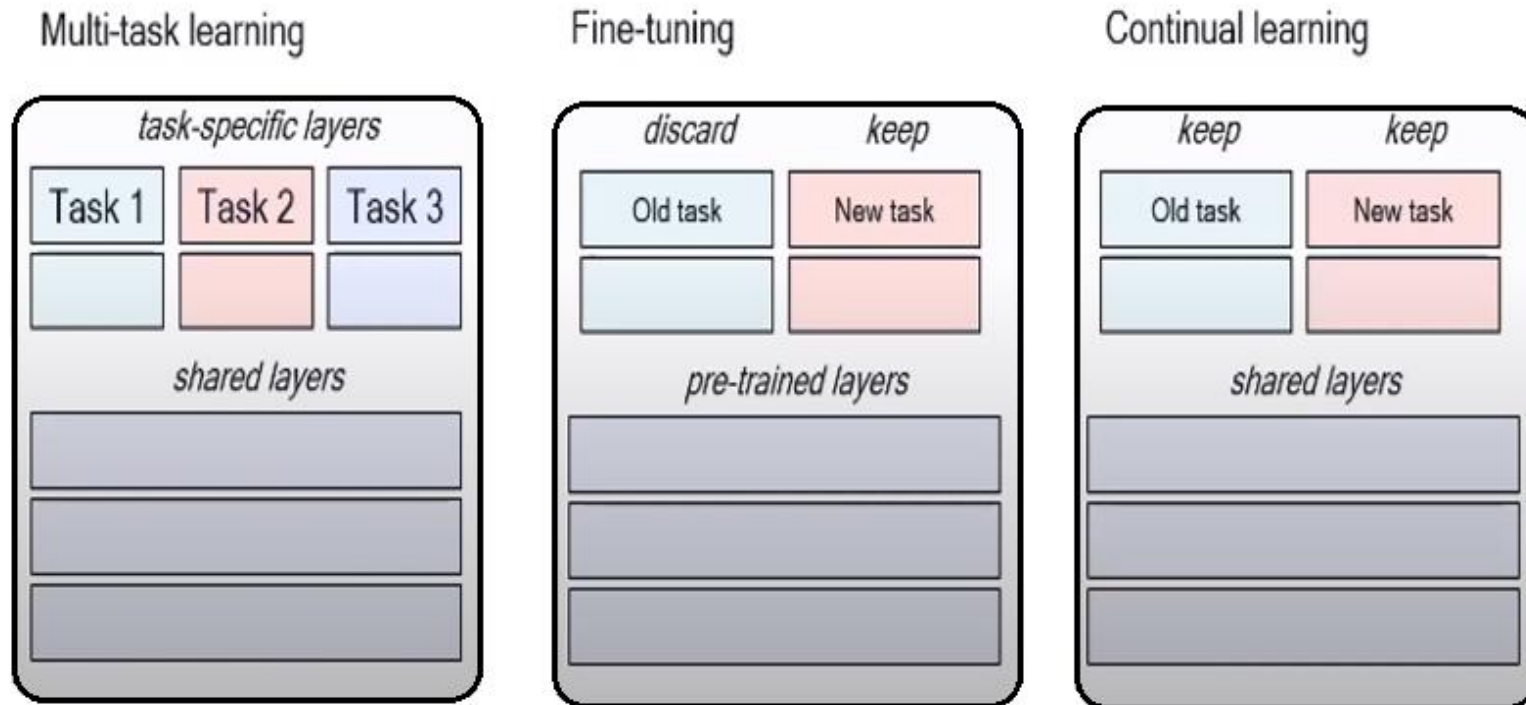 Multi-task learning
task-specific layers
Task 1 Task 2 Task 3
shared layers
Fine-tuning
discard keep
Old task New task
pre-trained layers
Continual learning
keep keep
Old task New task
shared layers